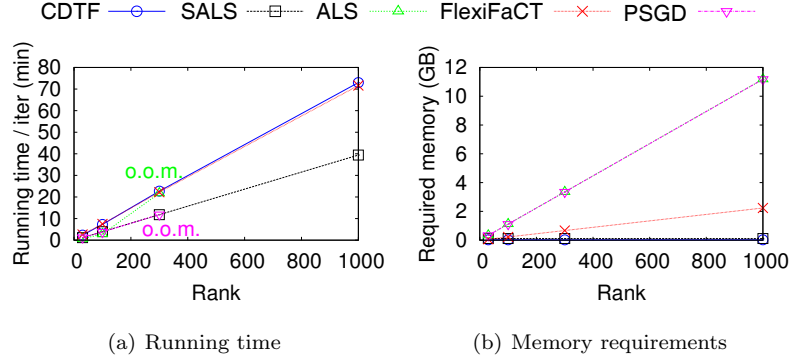 CDTF SALS ALS FlexiFaCT PSGD
Running time / iter (min)
80
70
60
50
40
30
20
10
0
o.o.m.
o.o.m.
0 200 400 600 800 1000
Rank
(a) Running time
Required memory (GB)
12
10
8
6
4
2
0
0 200 400 600 800 1000
Rank
(b) Memory requirements